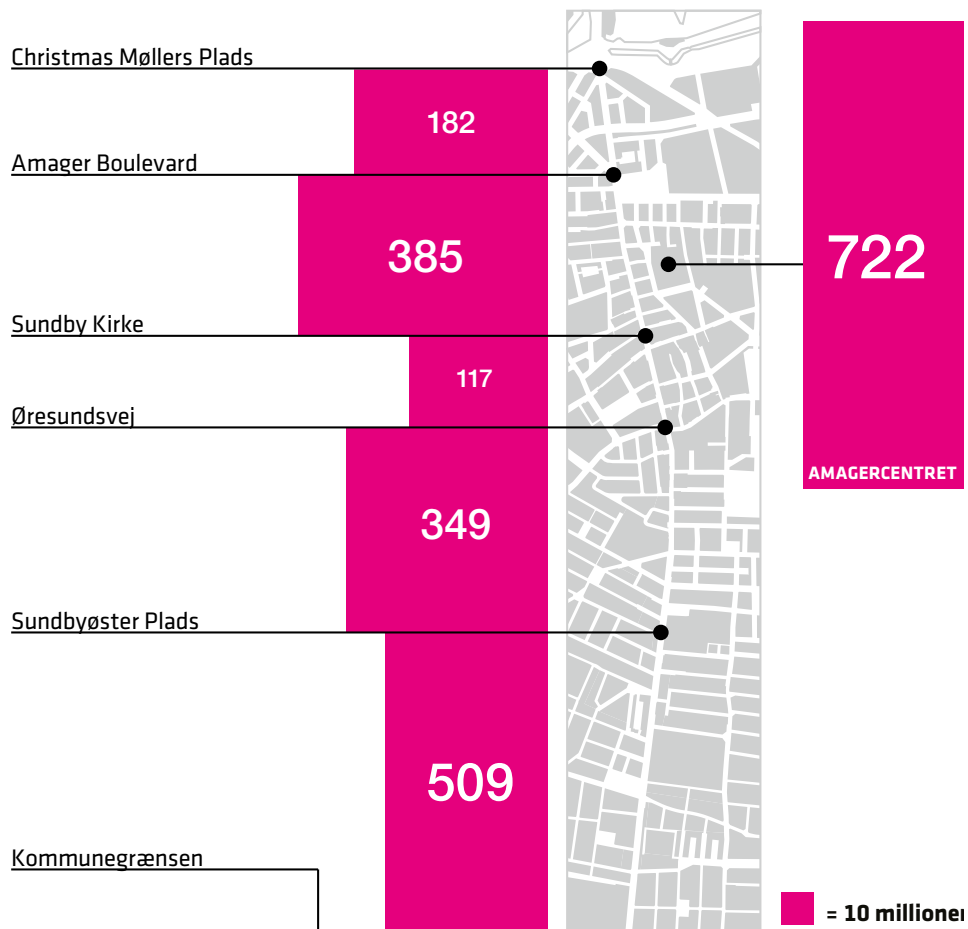 Christmas Møllers Plads
182
Amager Boulevard
385
722
Sundby Kirke
117
Øresundsvej
AMAGERCENTRET
349
Sundbyøster Plads
509
Kommunegrænsen
= 10 millioner